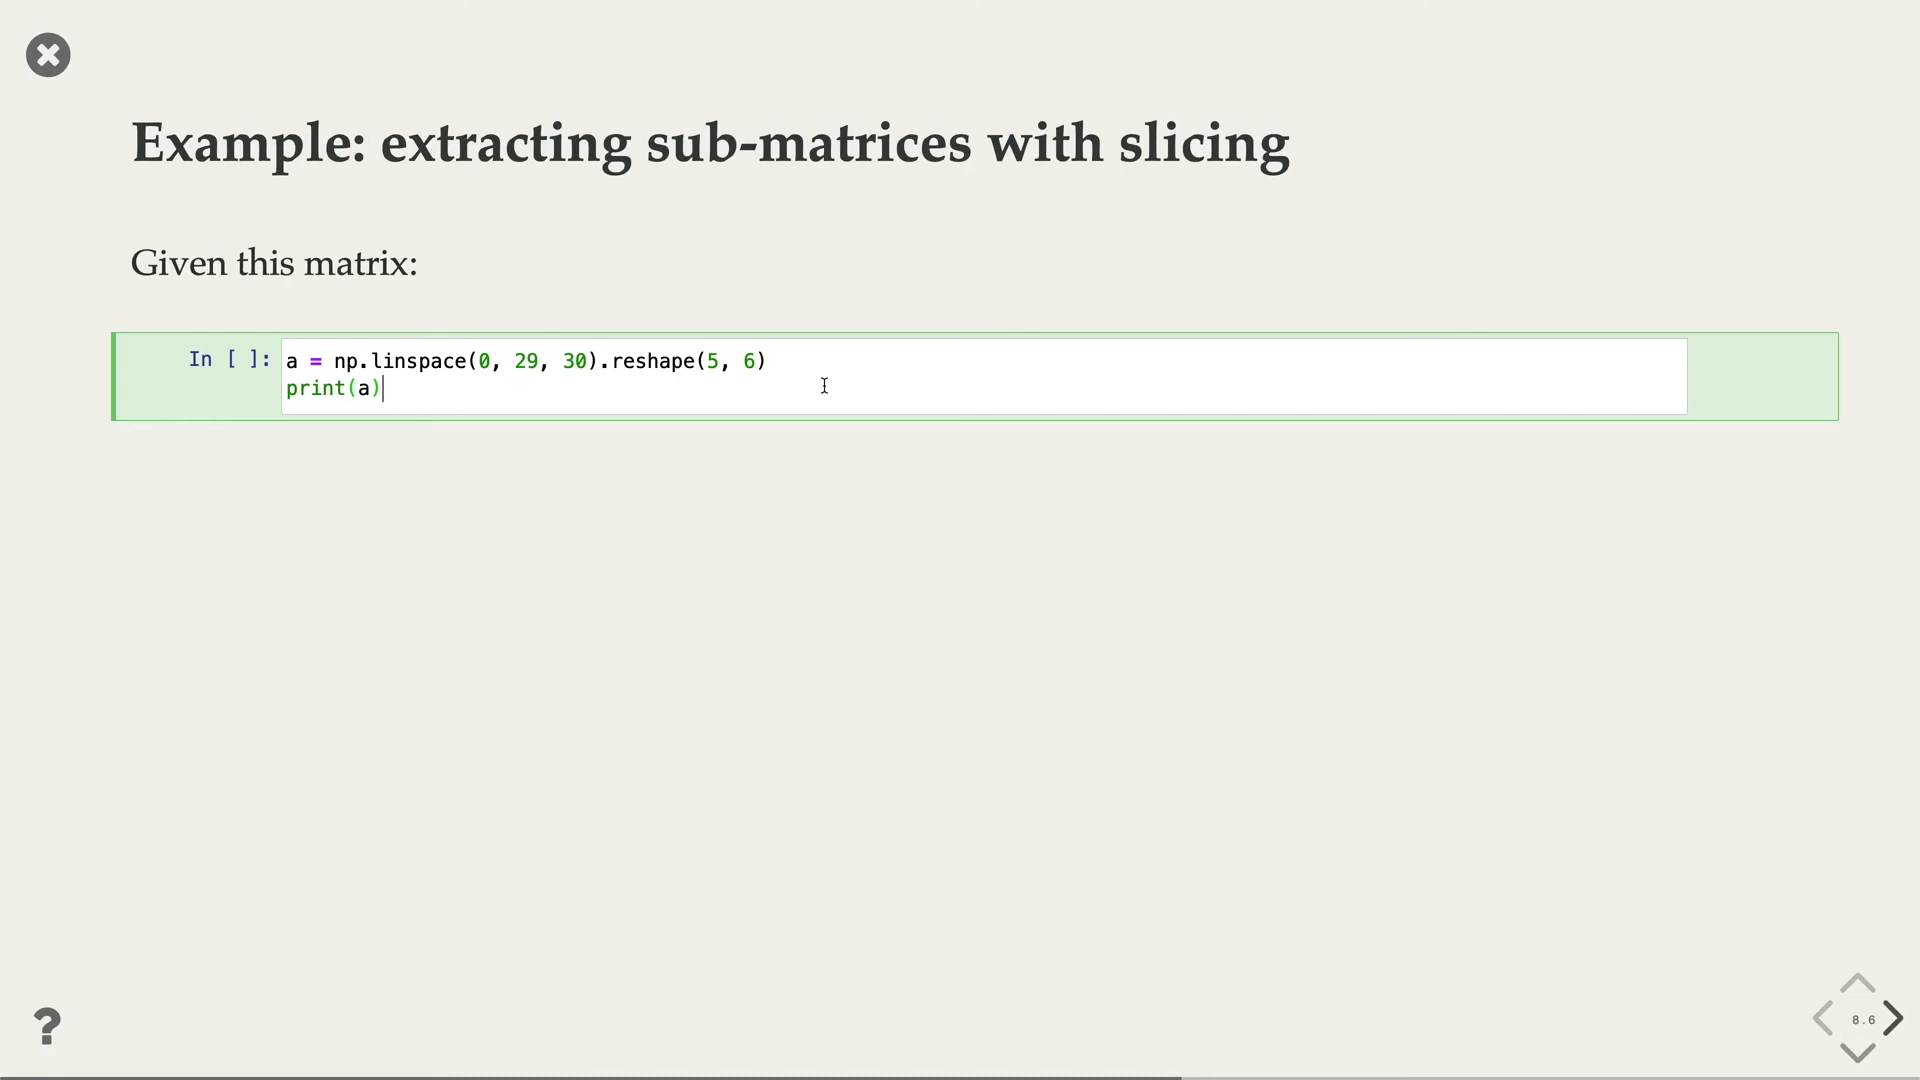 Example: extracting sub-matrices with slicing
Given this matrix:
In [ ]: a = np.linspace(0, 29, 30).reshape(5, 6)
print(a)
?
8.6